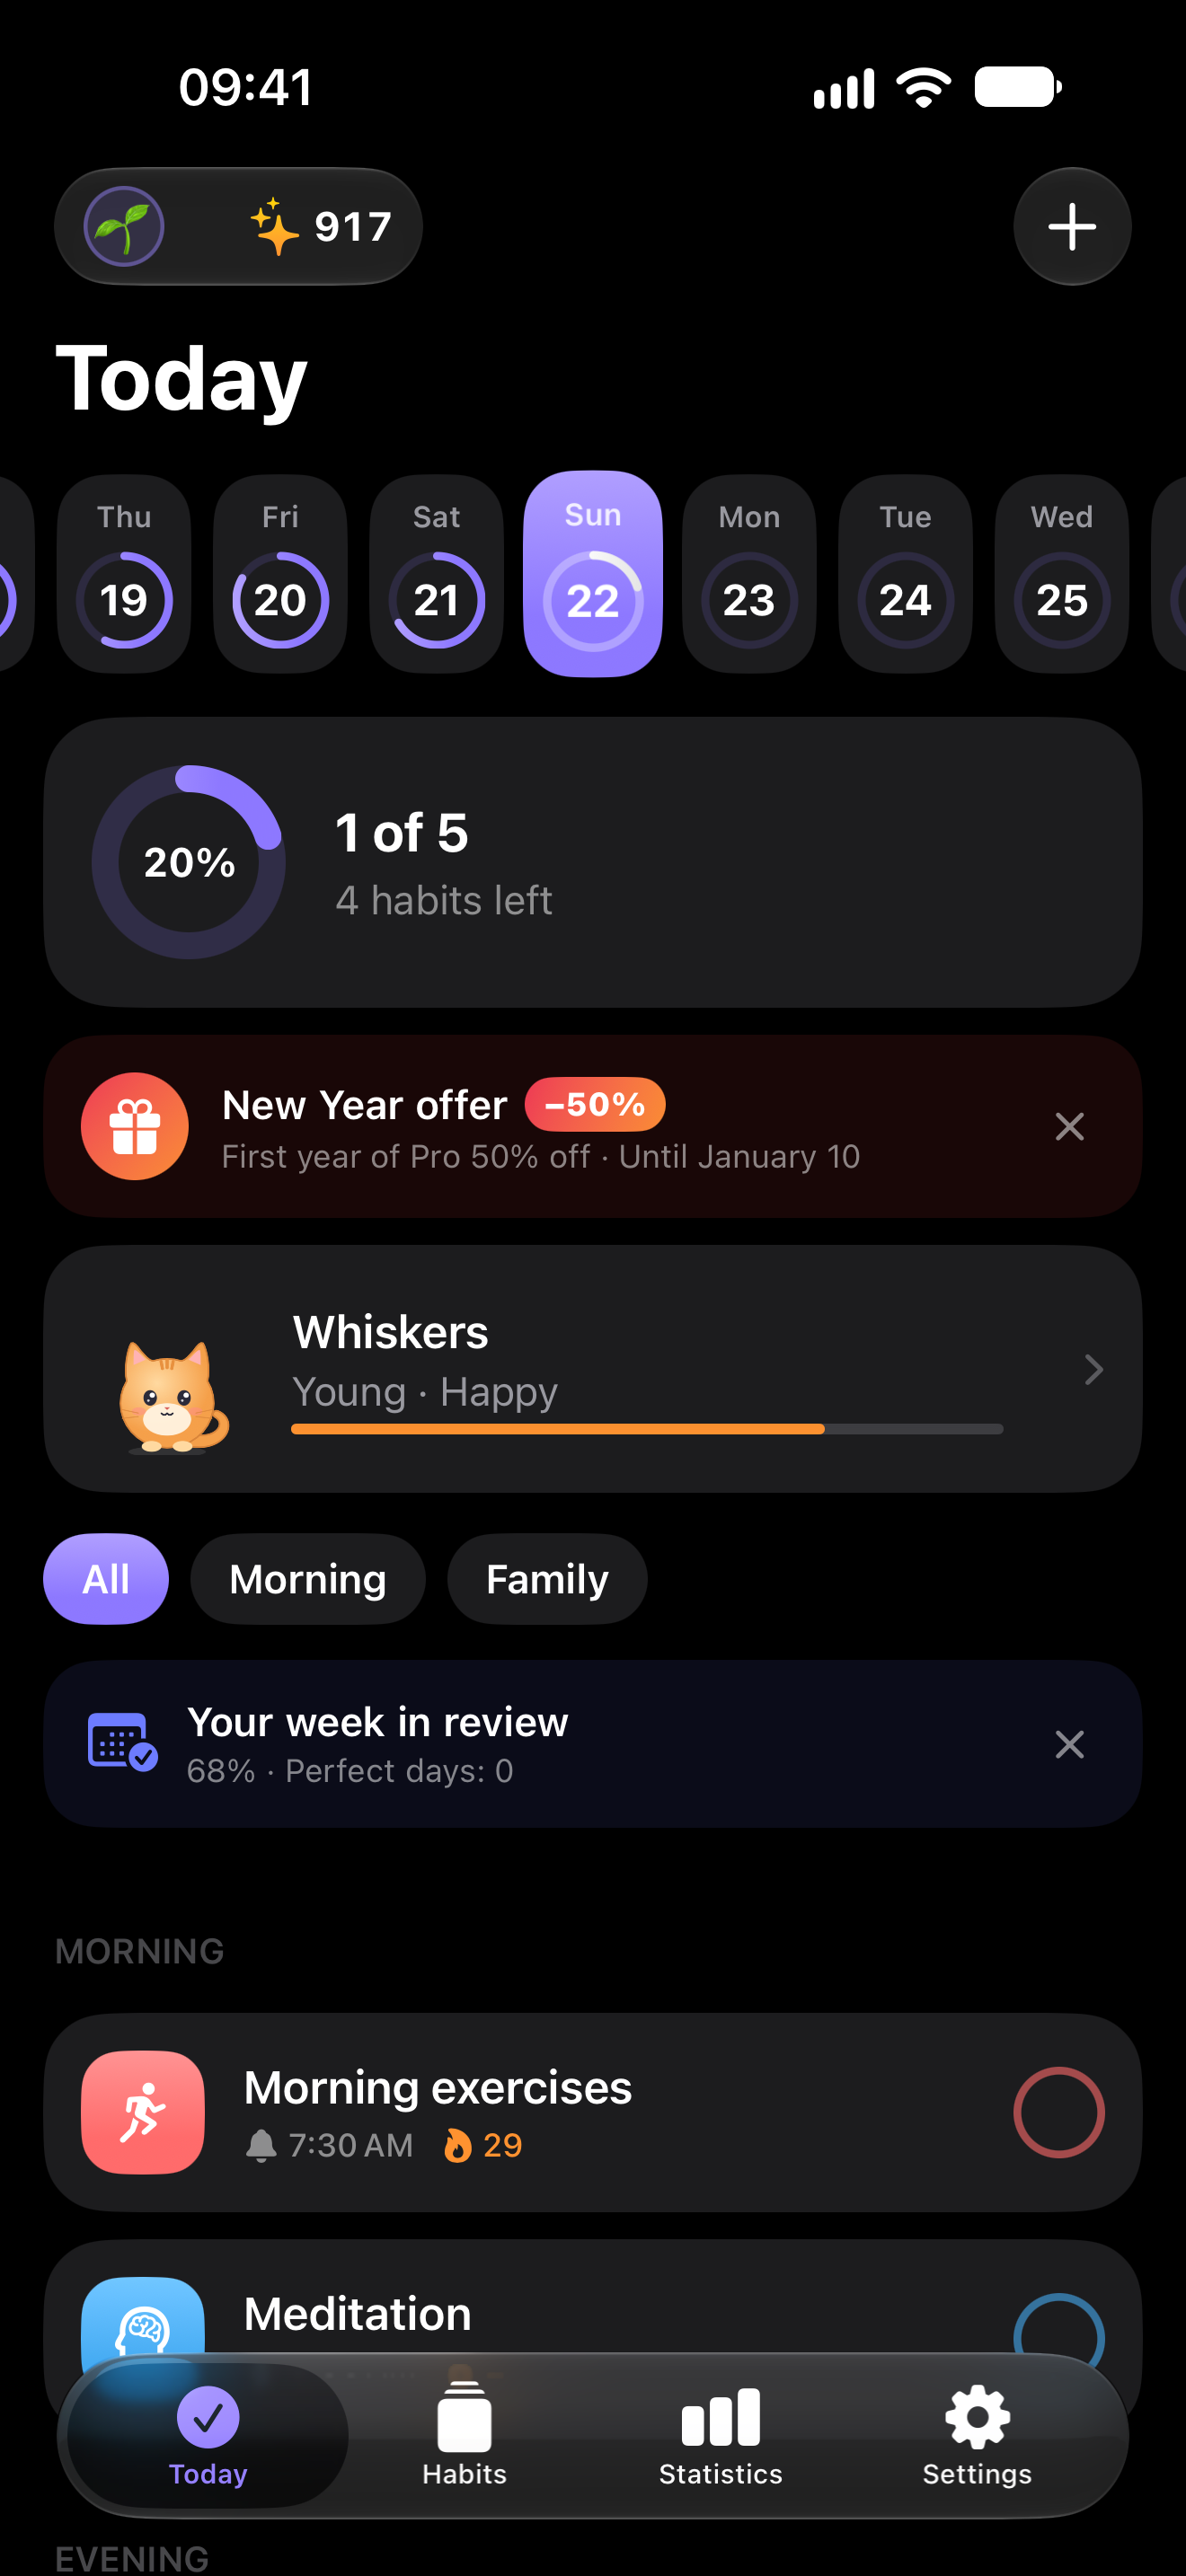 09:41
917
Today
Thu Fri Sat Sun Mon Tue Wed
19 20 21 22 23 24 25
20%
1 of 5
4 habits left
New Year offer –50%
First year of Pro 50% off · Until January 10
Whiskers
Young · Happy
All Morning Family
Your week in review
68% · Perfect days: 0
MORNING
Morning exercises
7:30 AM 29
Meditation
Today Habits Statistics Settings
EVENING